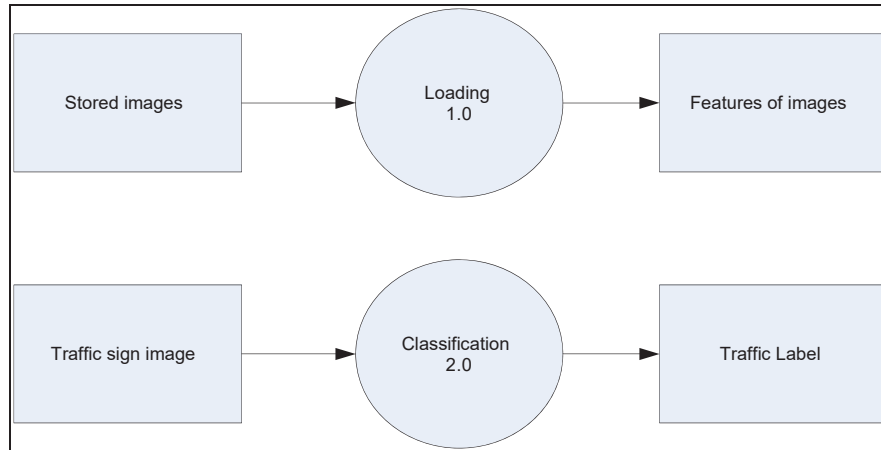 Stored images
Loading
1.0
Features of images
Traffic sign image
Classification
2.0
Traffic Label